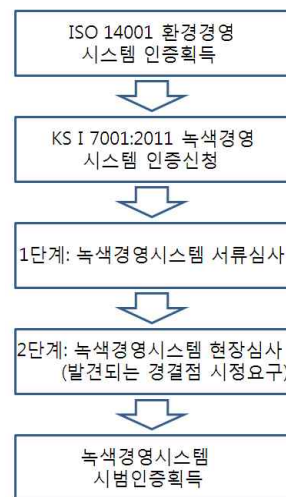 ISO 14001 환경경영
시스템 인증획득
KS I 7001:2011 녹색경영
시스템 인증신청
1단계: 녹색경영시스템 서류심사
2단계: 녹색경영시스템 현장심사
(발견되는 경결점 시정요구)
녹색경영시스템
시범인증획득